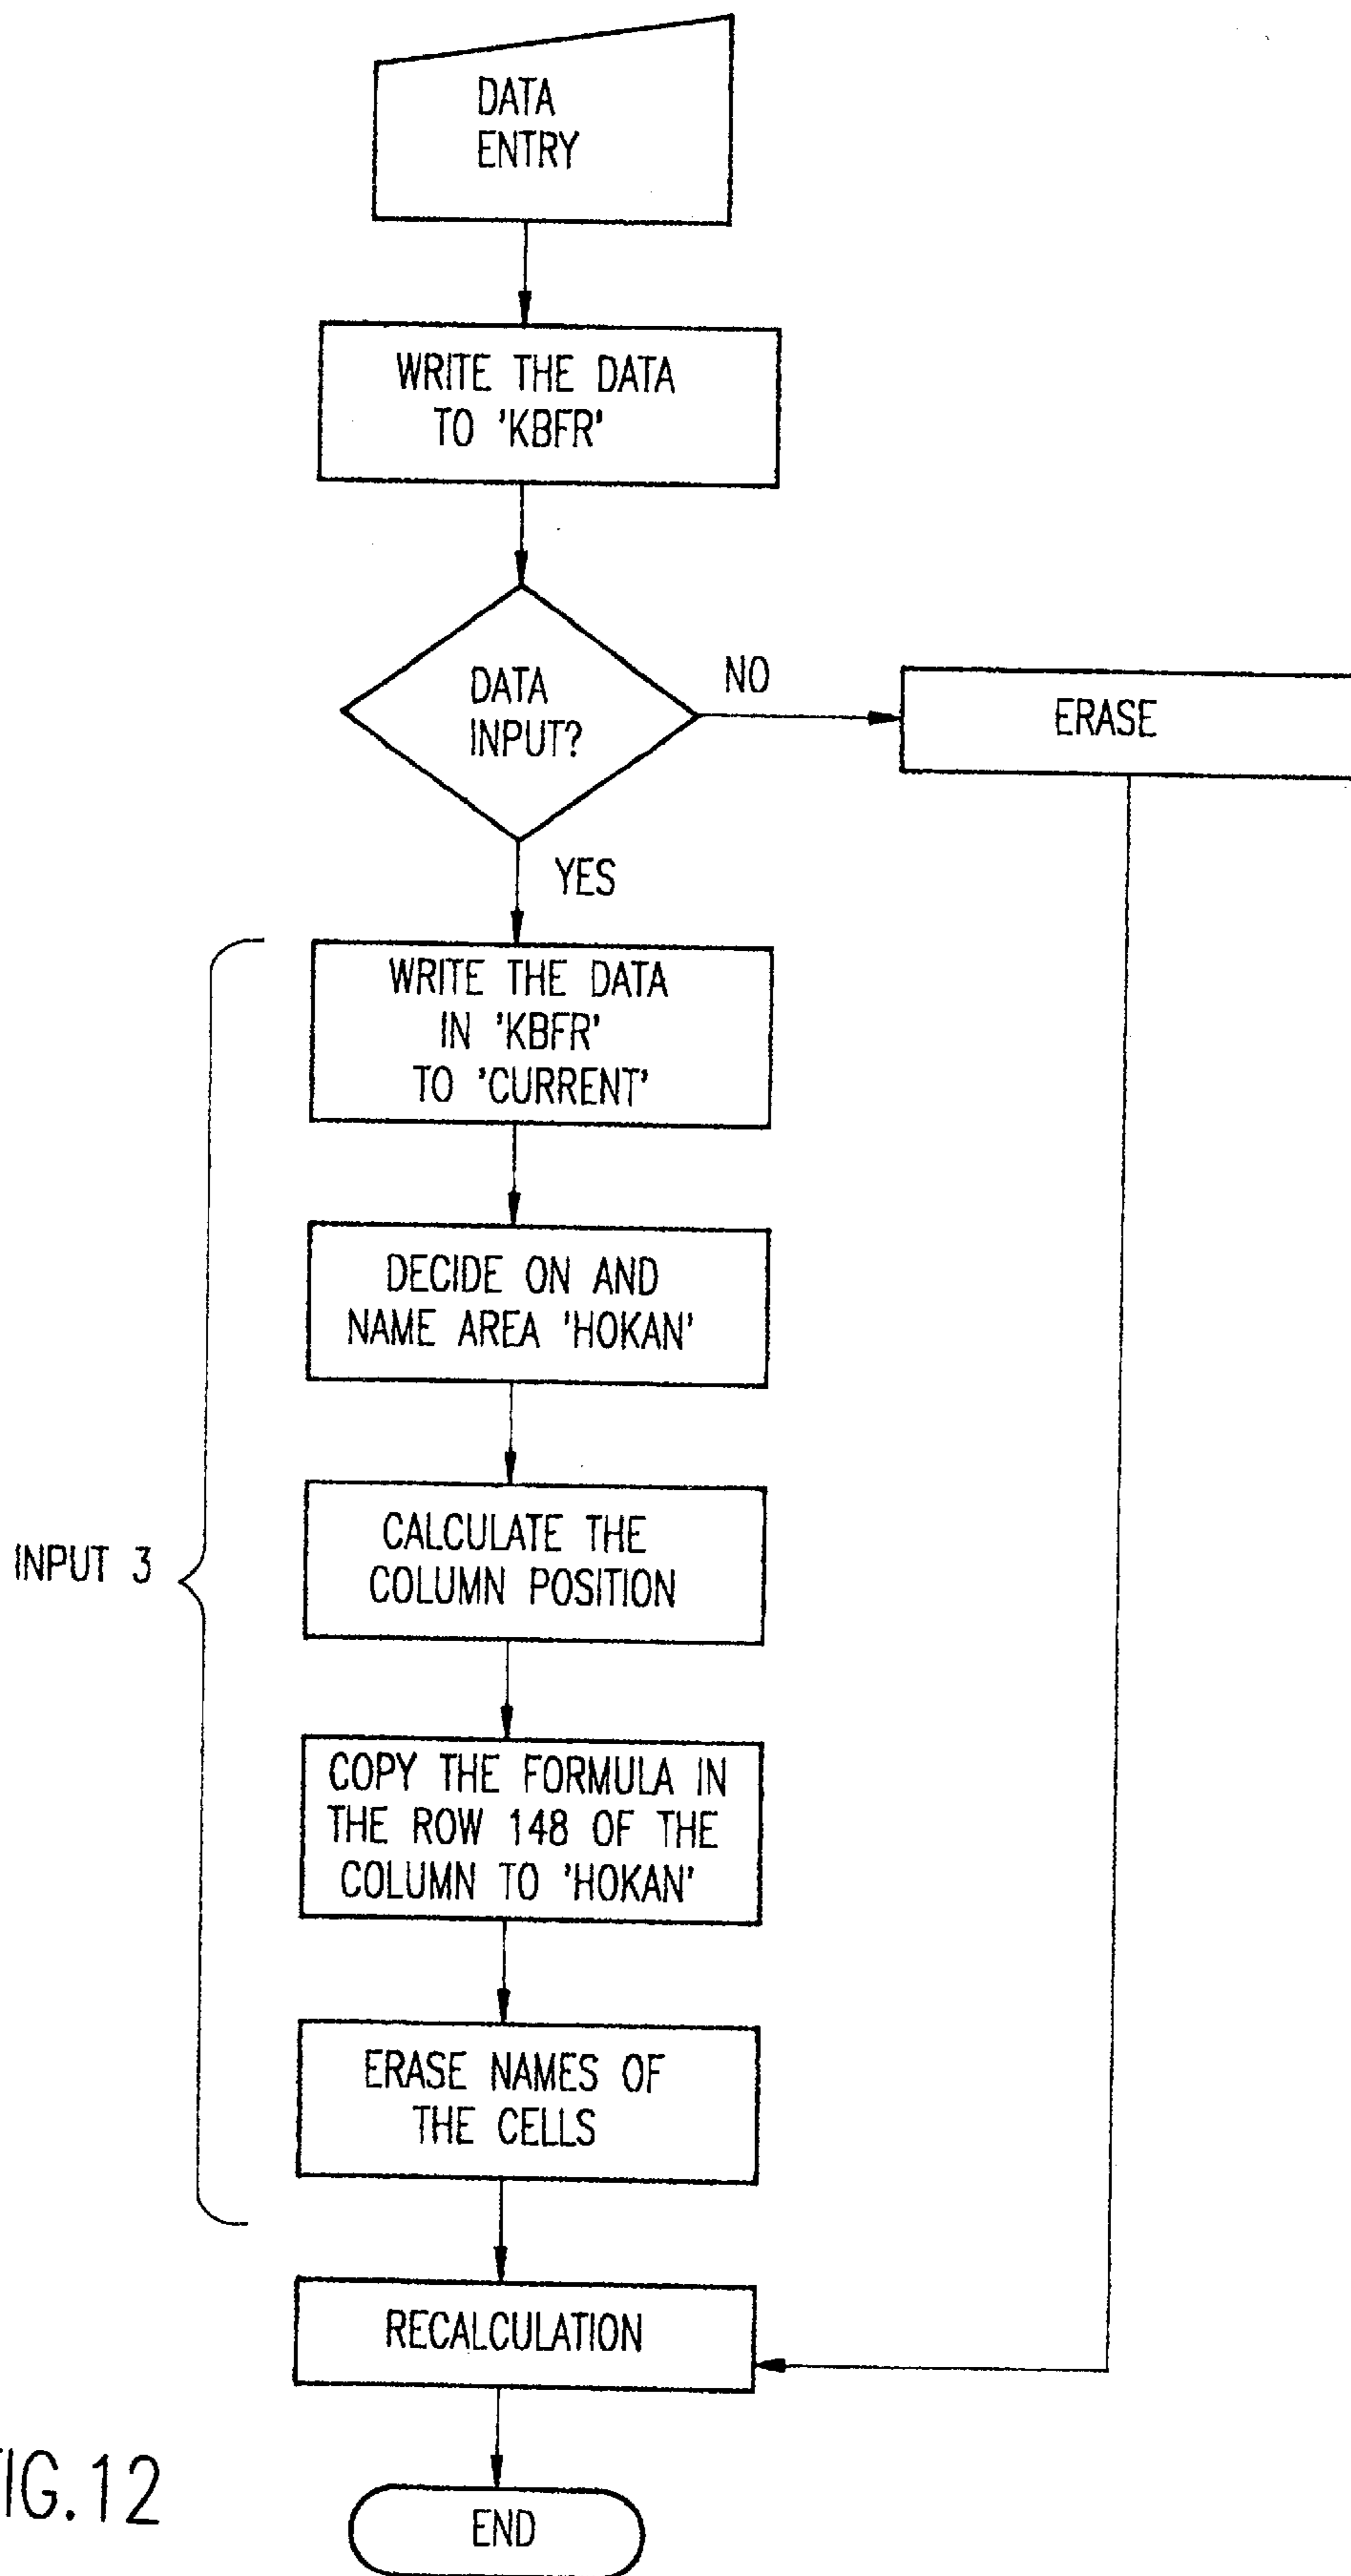 DATA
ENTRY
WRITE THE DATA
TO 'KBFR'
DATA
INPUT?
NO
ERASE
YES
WRITE THE DATA
IN 'KBFR'
TO 'CURRENT'
DECIDE ON AND
NAME AREA 'HOKAN'
CALCULATE THE
COLUMN POSITION
INPUT 3
COPY THE FORMULA IN
THE ROW 148 OF THE
COLUMN TO 'HOKAN'
ERASE NAMES OF
THE CELLS
RECALCULATION
END
FIG.12